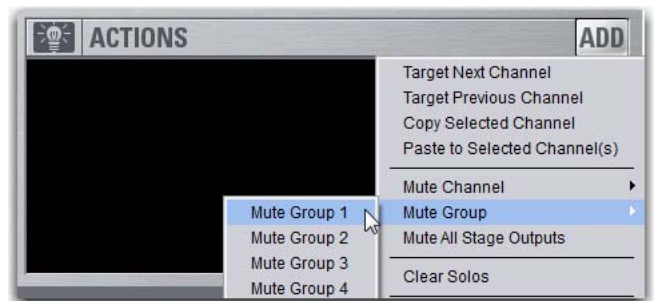 ACTIONS
ADD
Target Next Channel
Target Previous Channel
Copy Selected Channel
Paste to Selected Channel(s)
Mute Channel
Mute Group
Mute All Stage Outputs
Clear Solos
Mute Group 1
Mute Group 2
Mute Group 3
Mute Group 4